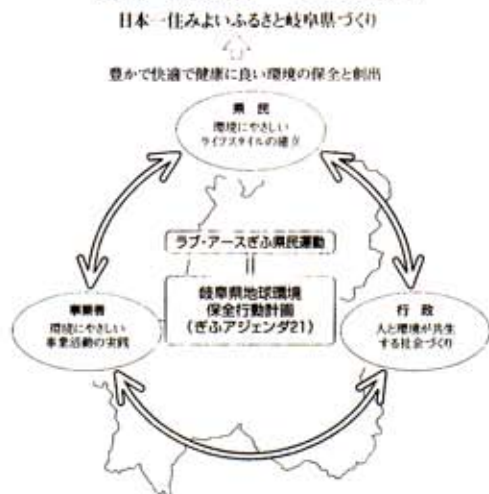 日本一住みよいふるさと岐阜県づくり
豊かで快適で健康に良い環境の保全と創出
県民
環境にやさしい
ライフスタイルの確立
ラブ・アースぎふ県民運動
岐阜県地球環境
保全行動計画
(ぎふアジェンダ21)
事業者
環境にやさしい
事業活動の実践
行政
人と環境が共生
する社会づくり